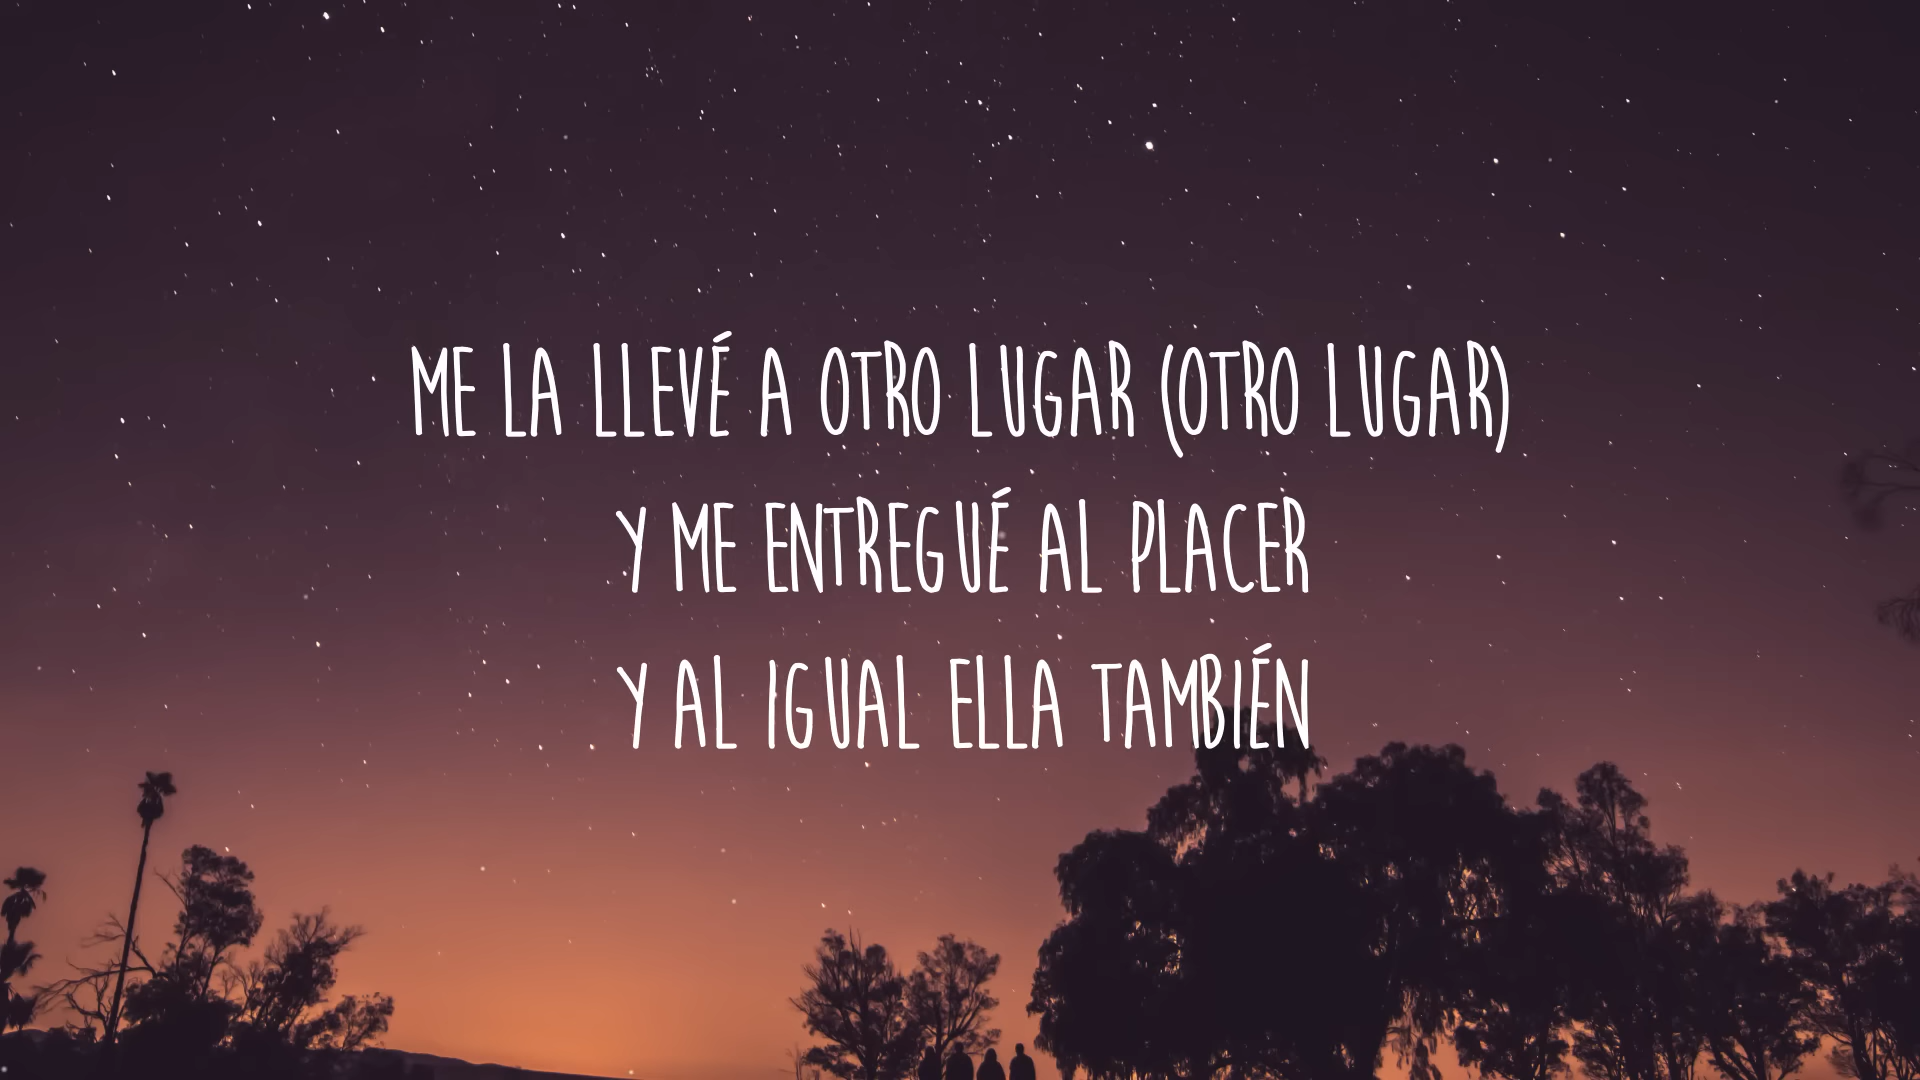 ME LA LLEVÉ A OTRO LUGAR (OTRO LUGAR)
Y ME ENTREGUÉ AL PLACER
Y AL IGUAL ELLA TAMBIÉN